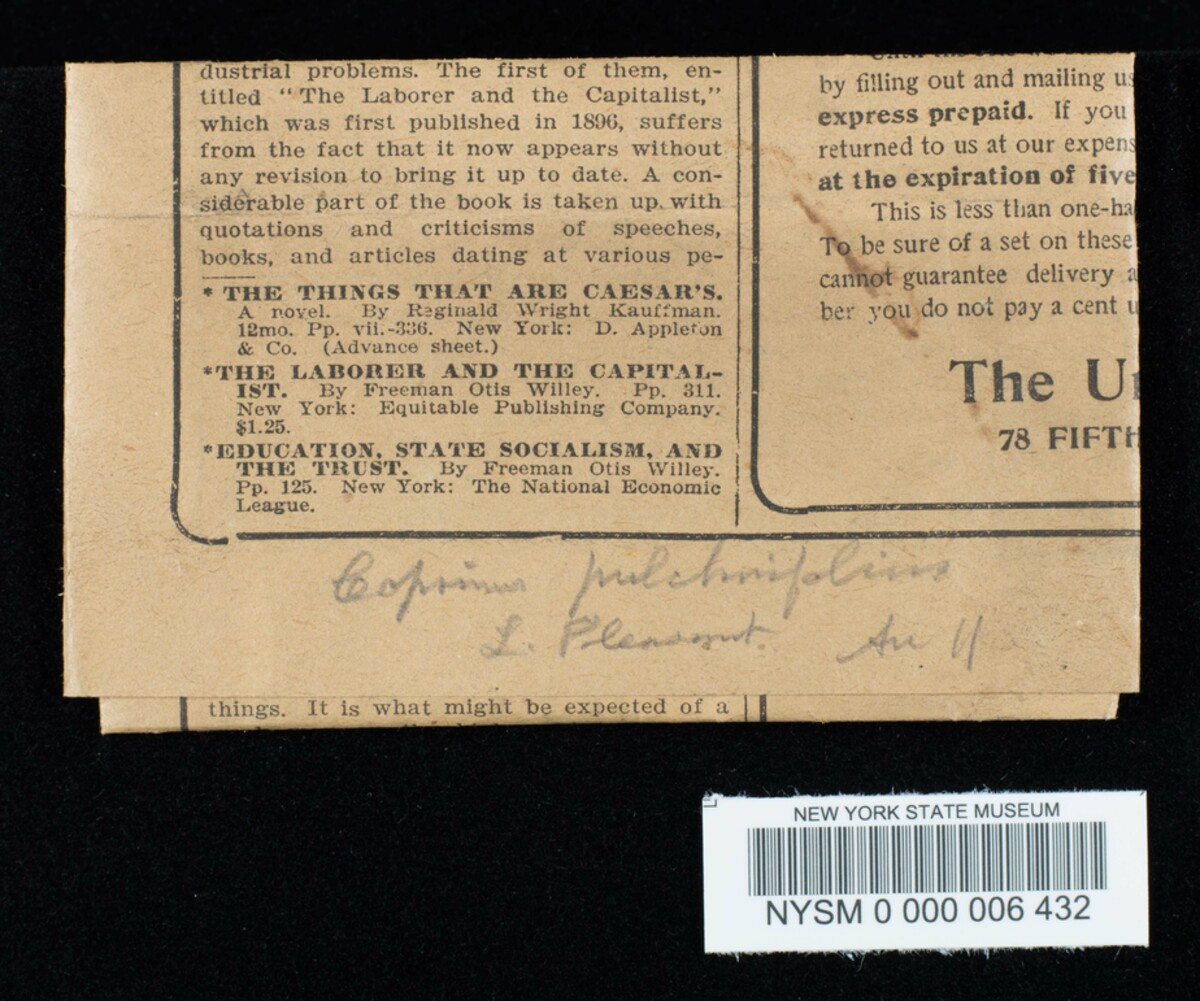 dustrial problems. The first of them, en-
titled "The Laborer and the Capitalist,"
which was first published in 1896, suffers
from the fact that it now appears without
any revision to bring it up to date. A con-
siderable part of the book is taken up with
quotations and criticisms of speeches,
books, and articles dating at various pe-
* THE THINGS THAT ARE CAESAR'S.
A novel. By Reginald Wright Kauffman.
12mo. Pp. vii.-336. New York: D. Appleton
& Co. (Advance sheet.)
*THE LABORER AND THE CAPITAL-
IST. By Freeman Otis Willey. Pp. 311.
New York: Equitable Publishing Company.
$1.25.
*EDUCATION, STATE SOCIALISM, AND
THE TRUST. By Freeman Otis Willey.
Pp. 125. New York: The National Economic
League.
by filling out and mailing us
express prepaid. If you
returned to us at our expens
at the expiration of five
This is less than one-ha
To be sure of a set on these
cannot guarantee delivery a
ber you do not pay a cent u
The Un
78 FIFTH
Coprinus pulchrifolius
L. Pleasant. Au 11
things. It is what might be expected of a
NEW YORK STATE MUSEUM
NYSM 0 000 006 432